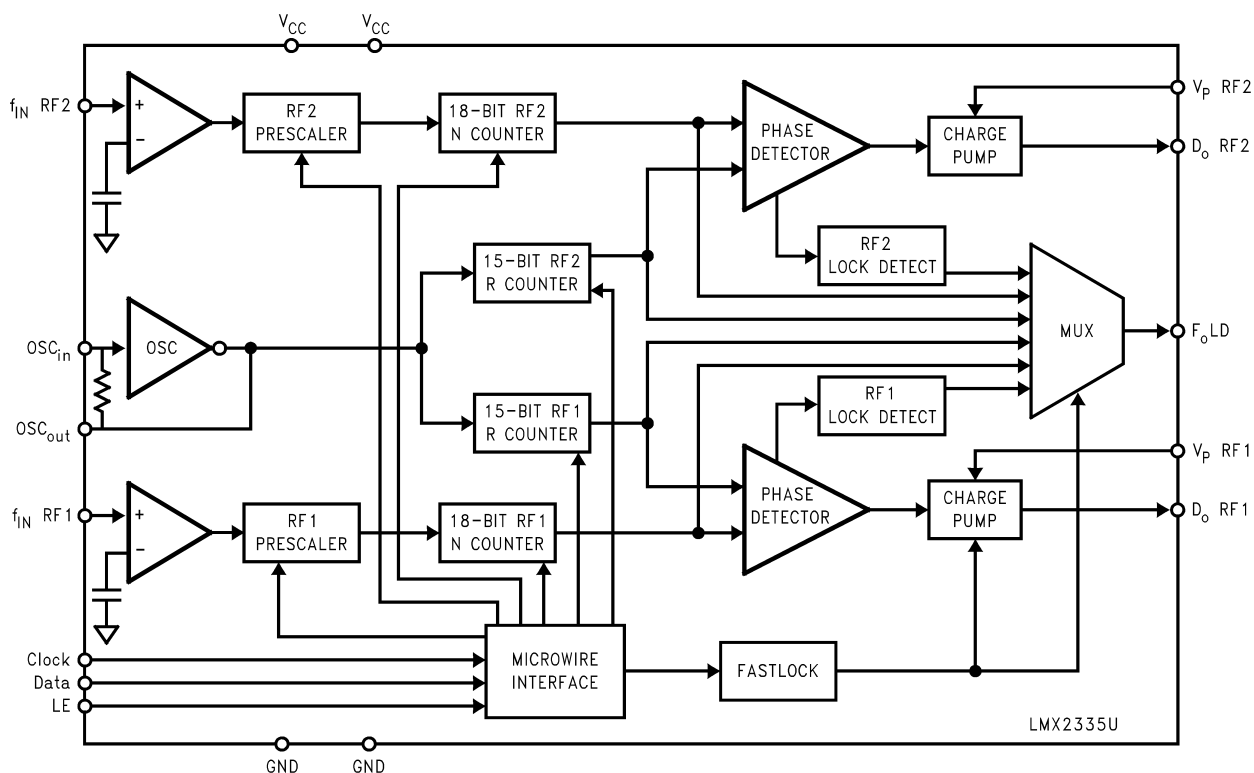 VCC VCC
fIN RF2
+
−
RF2
PRESCALER
18-BIT RF2
N COUNTER
PHASE
DETECTOR
CHARGE
PUMP
VP RF2
Do RF2
RF2
LOCK DETECT
15-BIT RF2
R COUNTER
OSCin
OSC
OSCout
MUX
FoLD
15-BIT RF1
R COUNTER
RF1
LOCK DETECT
fIN RF1
+
−
RF1
PRESCALER
18-BIT RF1
N COUNTER
PHASE
DETECTOR
CHARGE
PUMP
VP RF1
Do RF1
Clock
Data
LE
MICROWIRE
INTERFACE
FASTLOCK
LMX2335U
GND GND